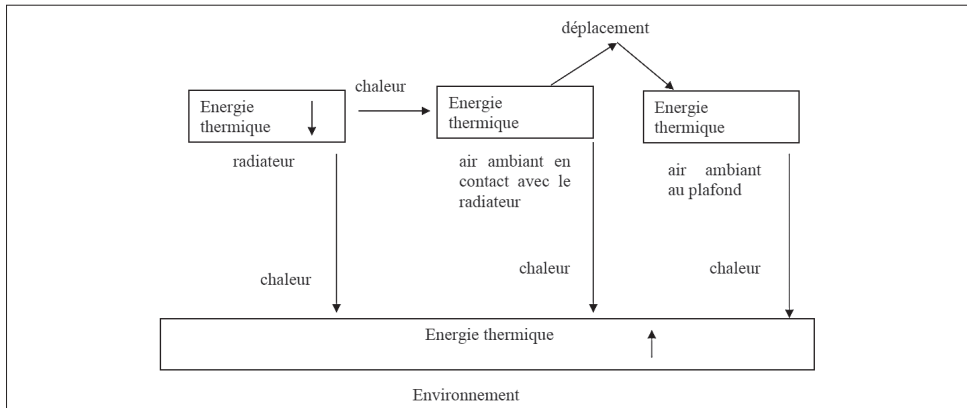 déplacement
chaleur
Energie
thermique
Energie
thermique
Energie
thermique
radiateur
air ambiant en
contact avec le
radiateur
air ambiant
au plafond
chaleur
chaleur
chaleur
Energie thermique
Environnement